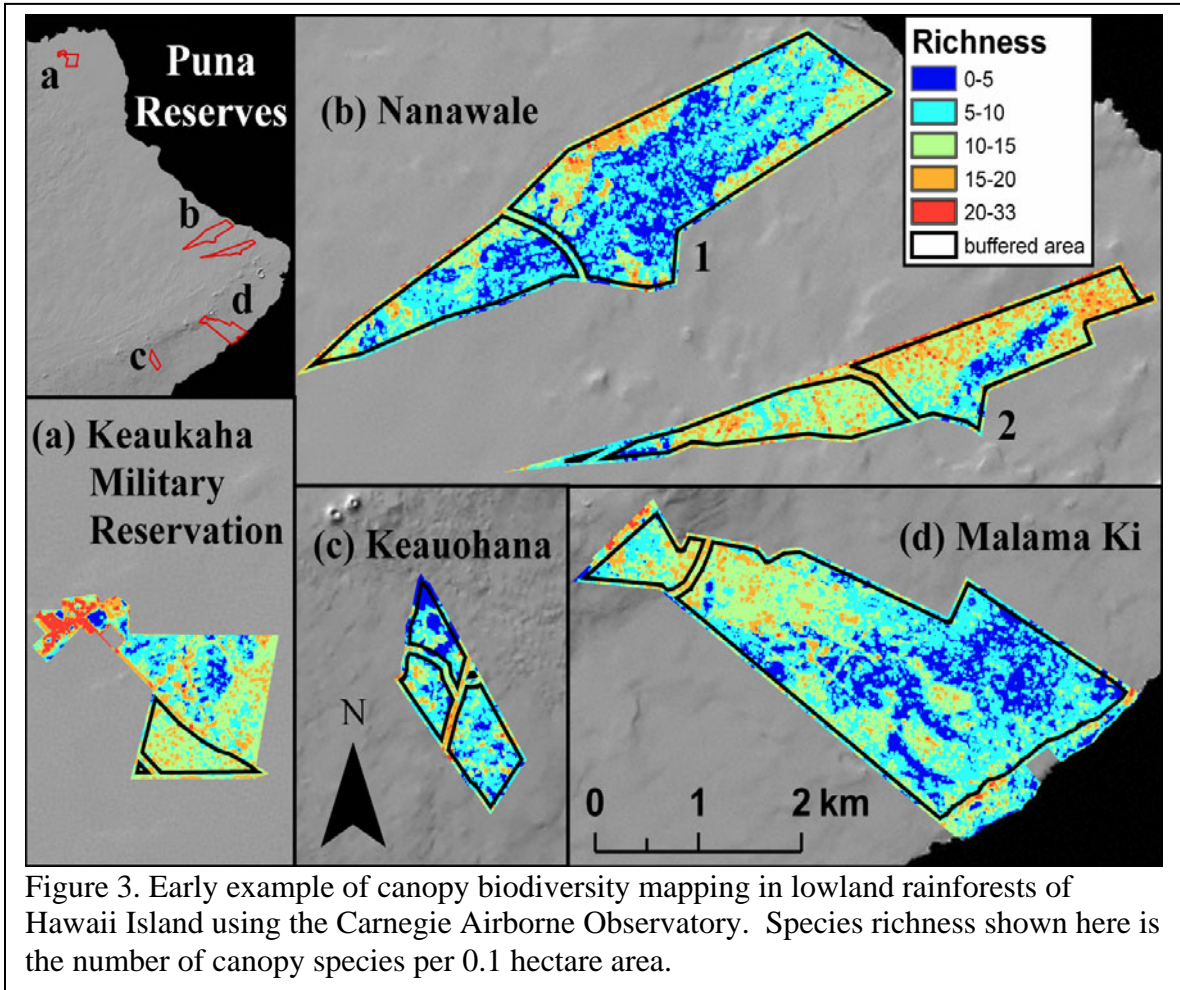 Puna
Reserves
a
b
d
c
(b) Nanawale
1
2
Richness
0-5
5-10
10-15
15-20
20-33
buffered area
(a) Keaukaha
Military
Reservation
(c) Keauohana
N
(d) Malama Ki
0 1 2 km
Figure 3. Early example of canopy biodiversity mapping in lowland rainforests of
Hawaii Island using the Carnegie Airborne Observatory. Species richness shown here is
the number of canopy species per 0.1 hectare area.